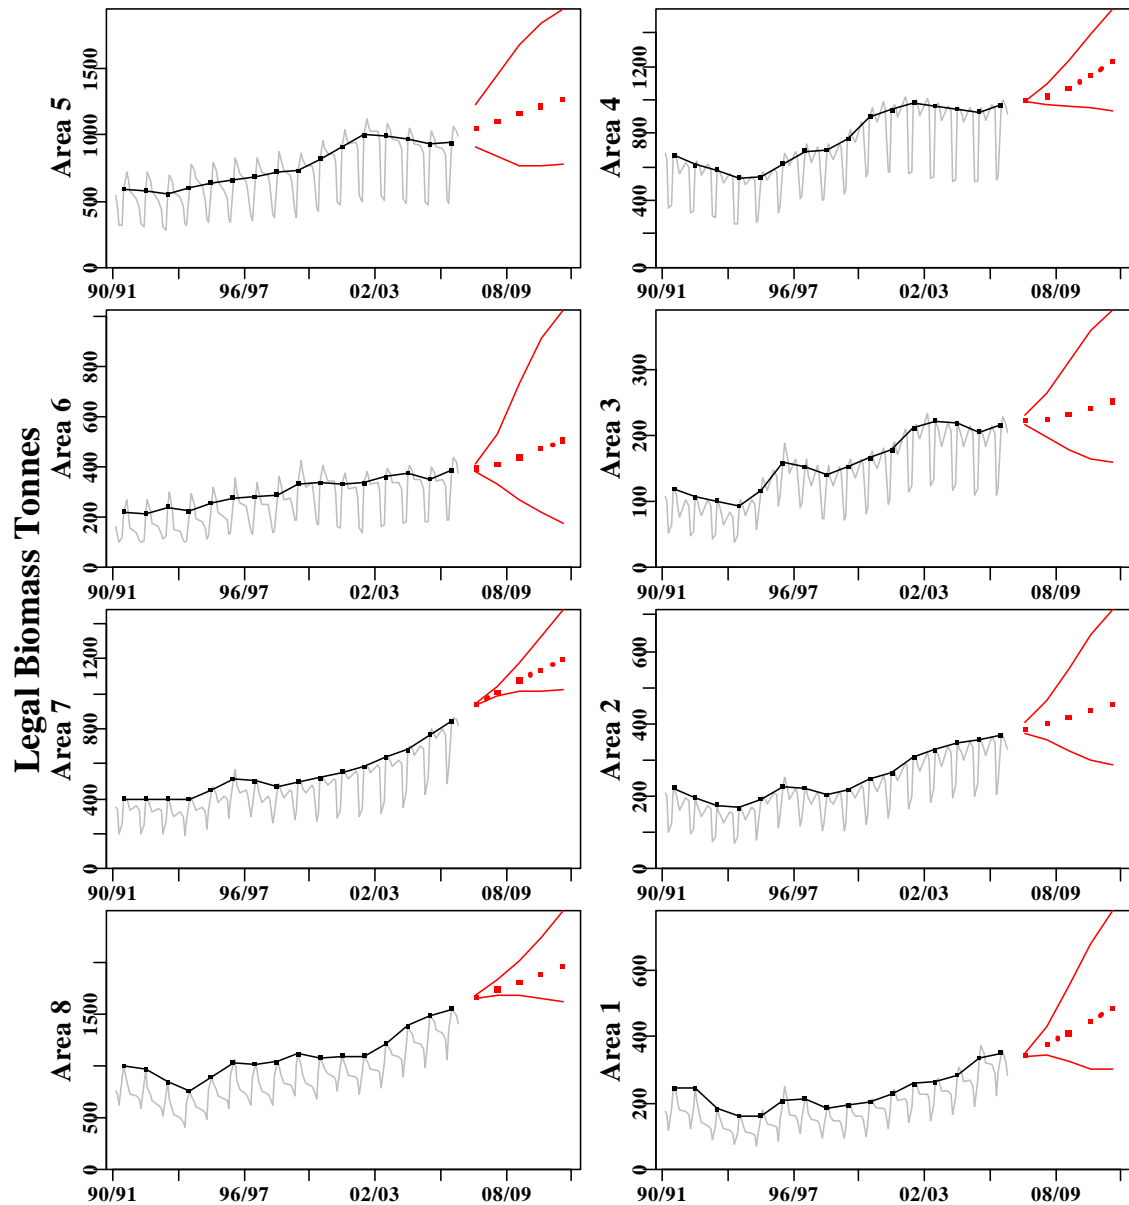 Legal Biomass Tonnes
Area 5
0 500 1000 1500
90/91 96/97 02/03 08/09
Area 4
0 400 800 1200
90/91 96/97 02/03 08/09
Area 6
0 200 400 600 800
90/91 96/97 02/03 08/09
Area 3
0 100 200 300
90/91 96/97 02/03 08/09
Area 7
0 400 800 1200
90/91 96/97 02/03 08/09
Area 2
0 200 400 600
90/91 96/97 02/03 08/09
Area 8
0 500 1500
90/91 96/97 02/03 08/09
Area 1
0 200 400 600
90/91 96/97 02/03 08/09